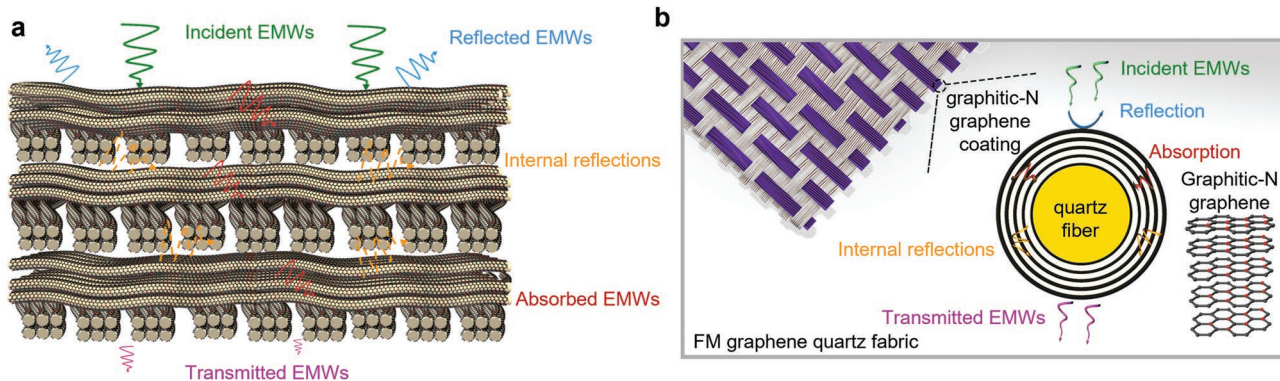 a
Incident EMWs
Reflected EMWs
Internal reflections
Absorbed EMWs
Transmitted EMWs
b
graphitic-N
graphene
coating
Incident EMWs
Reflection
Absorption
Graphitic-N
graphene
quartz
fiber
Internal reflections
Transmitted EMWs
FM graphene quartz fabric